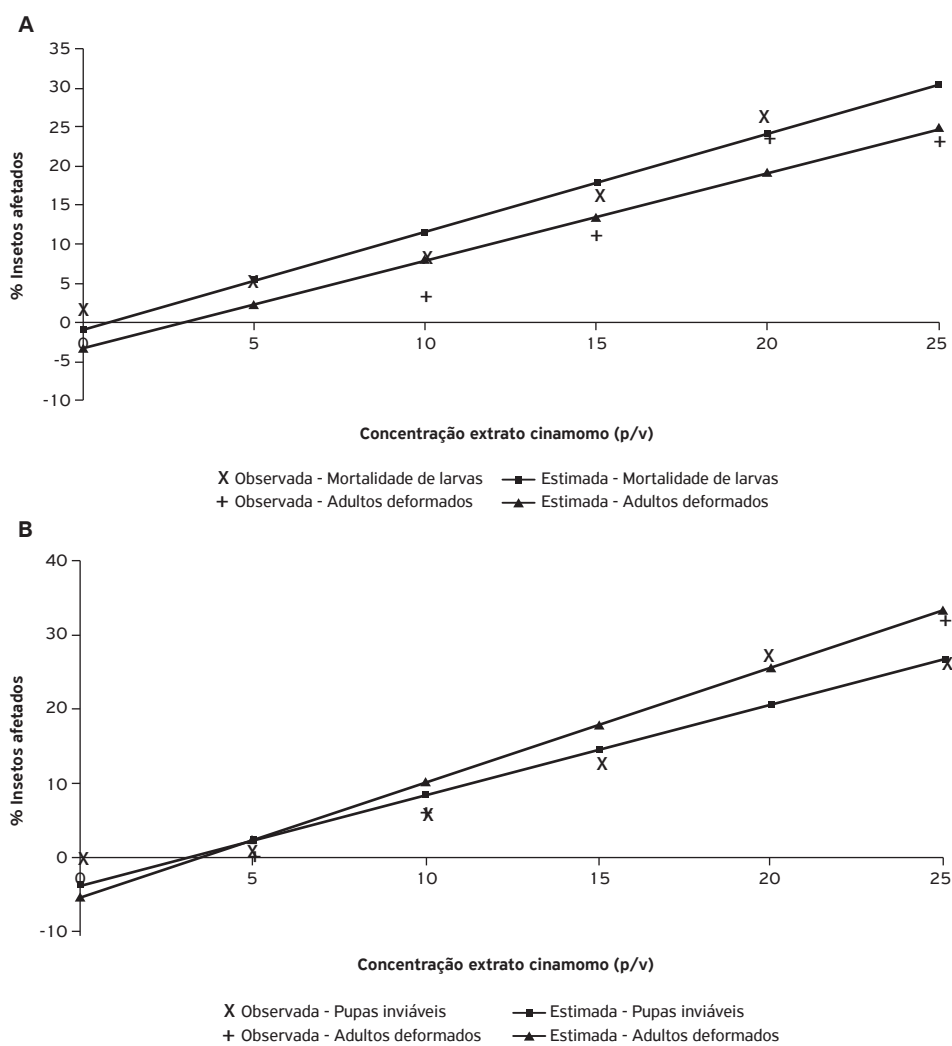 A
35
30
25
20
15
10
5
0
-5
-10
% Insetos afetados
0 5 10 15 20 25
Concentração extrato cinamomo (p/v)
X Observada - Mortalidade de larvas Estimada - Mortalidade de larvas
+ Observada - Adultos deformados Estimada - Adultos deformados
B
40
30
20
10
0
-10
% Insetos afetados
0 5 10 15 20 25
Concentração extrato cinamomo (p/v)
X Observada - Pupas inviáveis Estimada - Pupas inviáveis
+ Observada - Adultos deformados Estimada - Adultos deformados